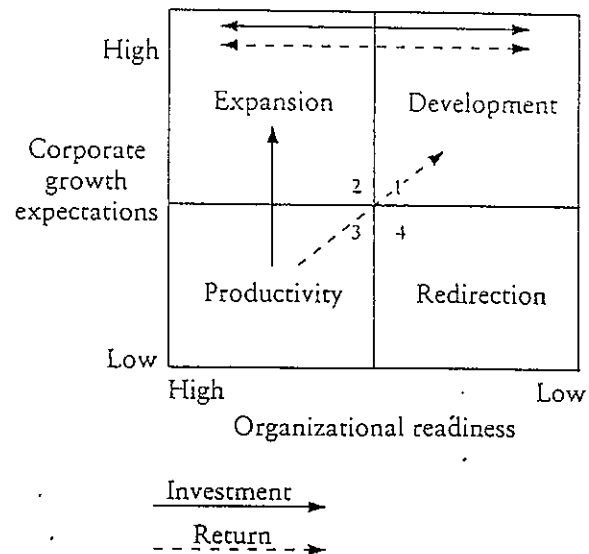 High
Expansion
Development
Corporate
growth
expectations
2
1
3
4
Productivity
Redirection
Low
High
Low
Organizational readiness
Investment
Return